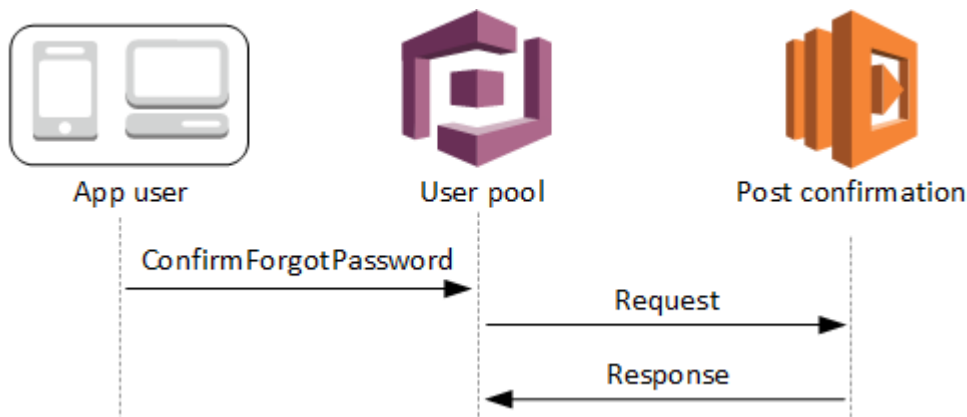 App user
User pool
Post confirmation
ConfirmForgotPassword
Request
Response